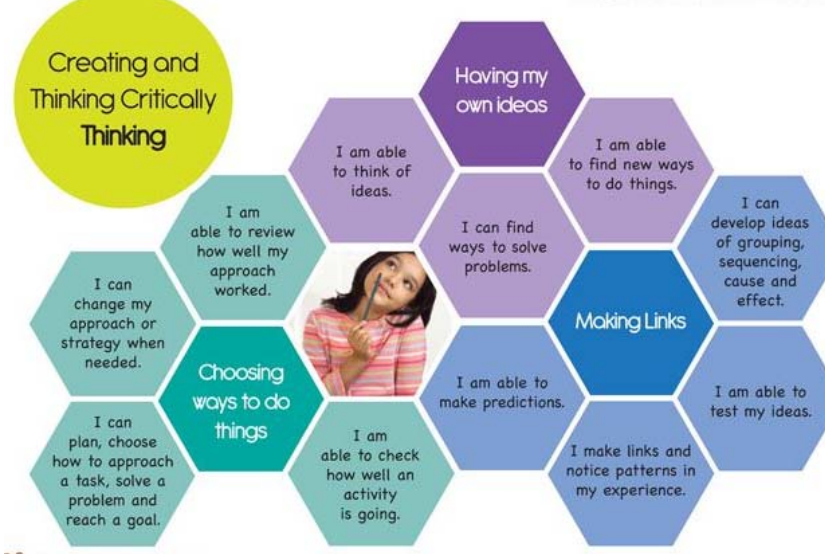 Creating and
Thinking Critically
Thinking
Having my
own ideas
I am able
to think of
ideas.
I am able
to find new ways
to do things.
I can find
ways to solve
problems.
I am
able to review
how well my
approach
worked.
I can
change my
approach or
strategy when
needed.
Choosing
ways to do
things
I can
plan, choose
how to approach
a task, solve a
problem and
reach a goal.
I am
able to check
how well an
activity
is going.
I can
develop ideas
of grouping,
sequencing,
cause and
effect.
Making Links
I am able to
make predictions.
I am able to
test my ideas.
I make links and
notice patterns in
my experience.